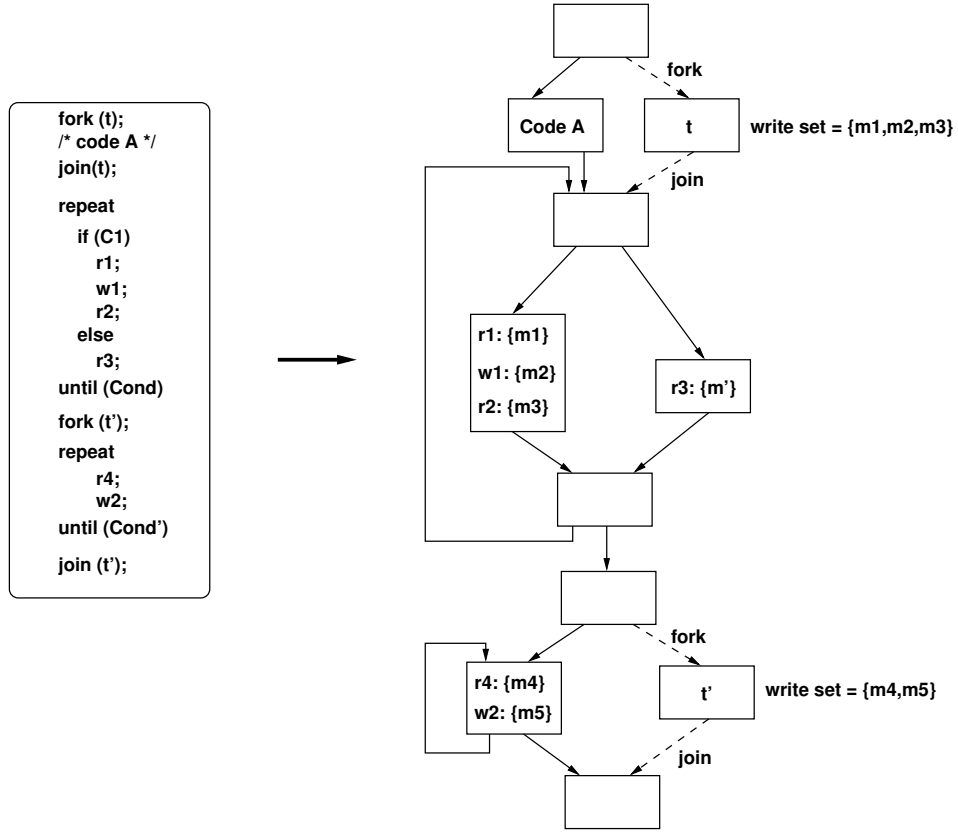 fork (t);
/* code A */
join(t);
repeat
if (C1)
r1;
w1;
r2;
else
r3;
until (Cond)
fork (t');
repeat
r4;
w2;
until (Cond')
join (t');
fork
Code A
t
write set = {m1,m2,m3}
join
r1: {m1}
w1: {m2}
r2: {m3}
r3: {m'}
fork
r4: {m4}
w2: {m5}
t'
write set = {m4,m5}
join